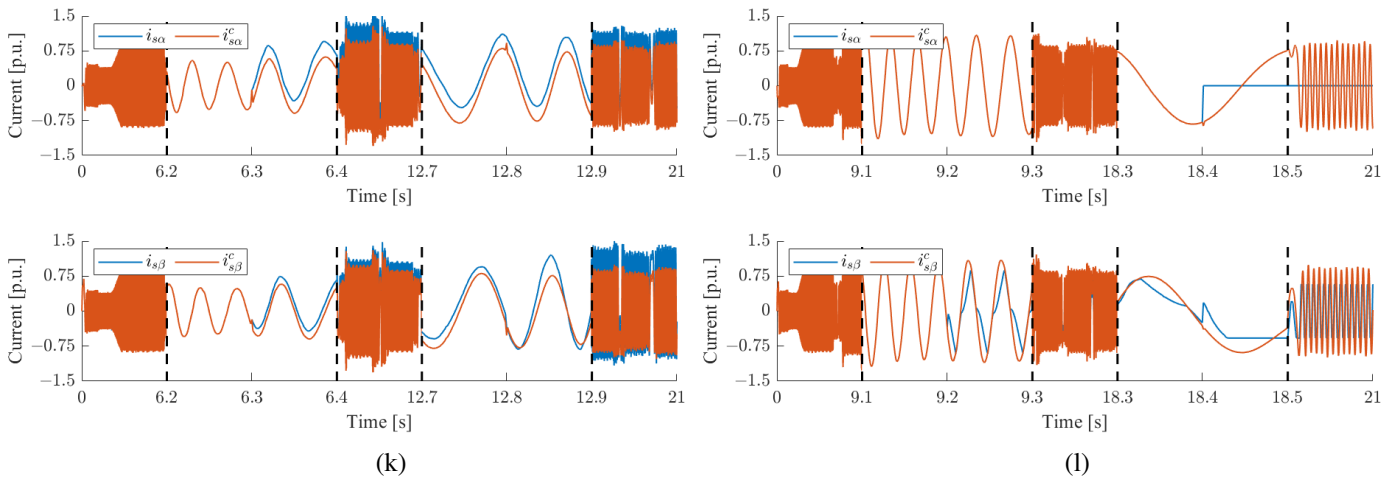 1.5
0.75
0
−0.75
−1.5
Current [p.u.]
i_{sα} i_{sα}^{c}
0 6.2 6.3 6.4 12.7 12.8 12.9 21
Time [s]
1.5
0.75
0
−0.75
−1.5
Current [p.u.]
i_{sα} i_{sα}^{c}
0 9.1 9.2 9.3 18.3 18.4 18.5 21
Time [s]
1.5
0.75
0
−0.75
−1.5
Current [p.u.]
i_{sβ} i_{sβ}^{c}
0 6.2 6.3 6.4 12.7 12.8 12.9 21
Time [s]
(k)
1.5
0.75
0
−0.75
−1.5
Current [p.u.]
i_{sβ} i_{sβ}^{c}
0 9.1 9.2 9.3 18.3 18.4 18.5 21
Time [s]
(l)